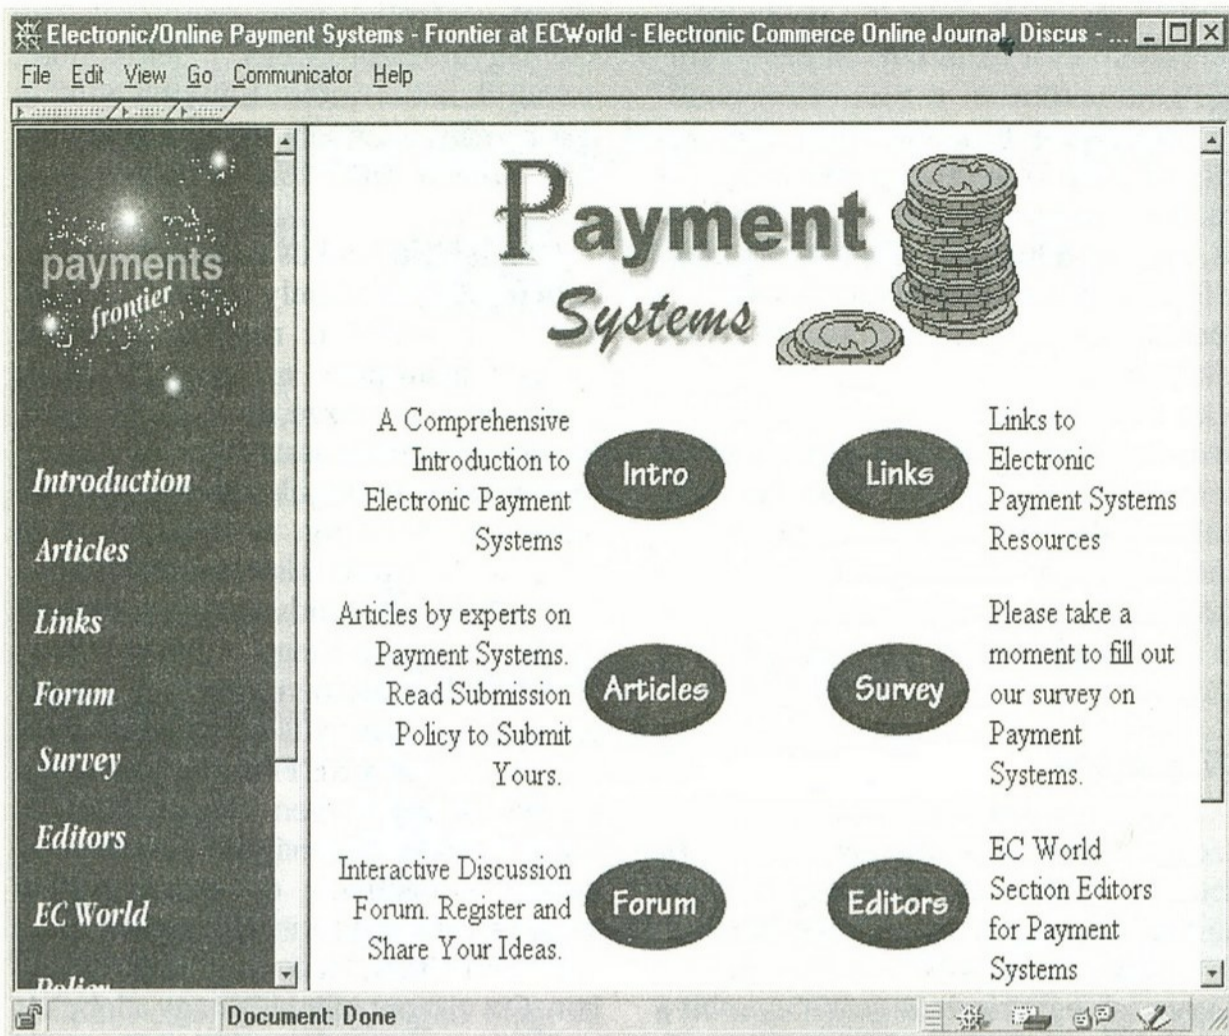 Electronic/Online Payment Systems - Frontier at ECWorld - Electronic Commerce Online Journal, Discus - ...
File Edit View Go Communicator Help
payments
frontier
Introduction
Articles
Links
Forum
Survey
Editors
EC World
Policy
Payment
Systems
A Comprehensive
Introduction to
Electronic Payment
Systems
Intro
Links
Links to
Electronic
Payment Systems
Resources
Articles by experts on
Payment Systems.
Read Submission
Policy to Submit
Yours.
Articles
Survey
Please take a
moment to fill out
our survey on
Payment
Systems.
Interactive Discussion
Forum. Register and
Share Your Ideas.
Forum
Editors
EC World
Section Editors
for Payment
Systems
Document: Done